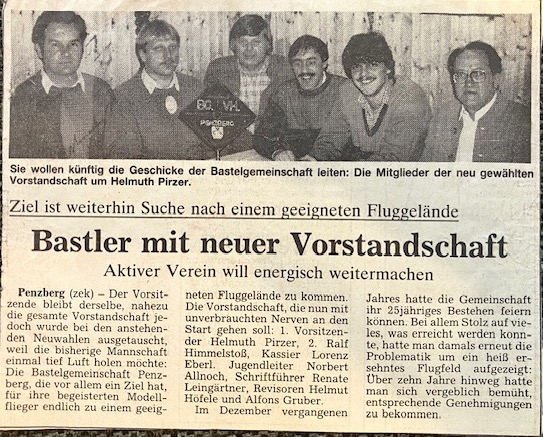 BG. VHL
PENZBERG
Sie wollen künftig die Geschicke der Bastelgemeinschaft leiten: Die Mitglieder der neu gewählten
Vorstandschaft um Helmuth Pirzer.
Ziel ist weiterhin Suche nach einem geeigneten Fluggelände
Bastler mit neuer Vorstandschaft
Aktiver Verein will energisch weitermachen
Penzberg (zek) – Der Vorsit-
zende bleibt derselbe, nahezu
die gesamte Vorstandschaft je-
doch wurde bei den anstehen-
den Neuwahlen ausgetauscht,
weil die bisherige Mannschaft
einmal tief Luft holen möchte:
Die Bastelgemeinschaft Penz-
berg, die vor allem ein Ziel hat,
für ihre begeisterten Modell-
flieger endlich zu einem geeig-
neten Fluggelände zu kommen.
Die Vorstandschaft, die nun mit
unverbrauchten Nerven an den
Start gehen soll: 1. Vorsitzen-
der Helmuth Pirzer, 2. Ralf
Himmelstoß, Kassier Lorenz
Eberl. Jugendleiter Norbert
Allnoch, Schriftführer Renate
Leingärtner, Revisoren Helmut
Höfele und Alfons Gruber.
Im Dezember vergangenen
Jahres hatte die Gemeinschaft
ihr 25jähriges Bestehen feiern
können. Bei allem Stolz auf vie-
les, was erreicht werden konn-
te, hatte man damals erneut die
Problematik um ein heiß er-
sehntes Flugfeld aufgezeigt:
Über zehn Jahre hinweg hatte
man sich vergeblich bemüht,
entsprechende Genehmigungen
zu bekommen.